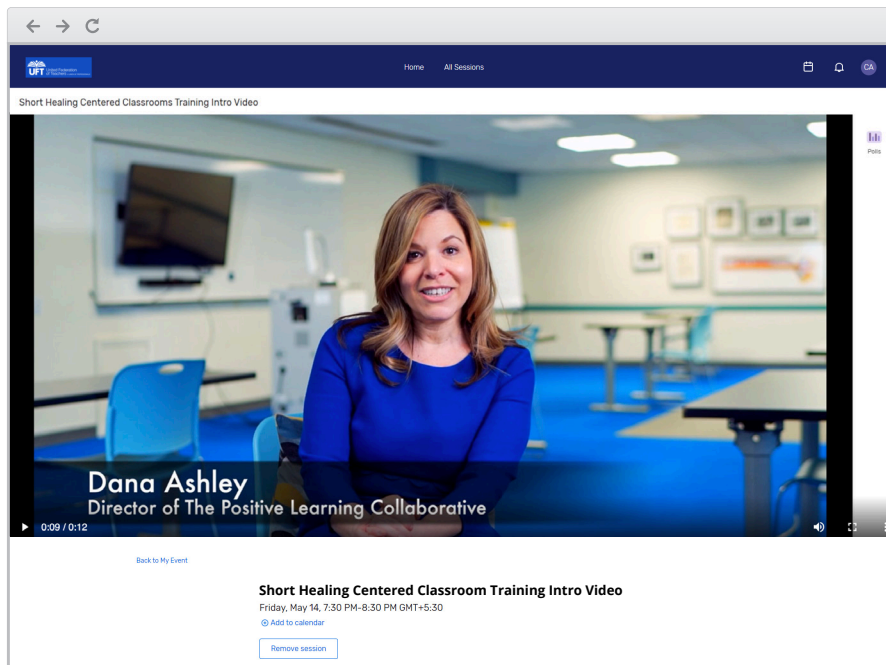 UFT United Federation
of Teachers
Home All Sessions
CA
Short Healing Centered Classrooms Training Intro Video
Polls
Dana Ashley
Director of The Positive Learning Collaborative
0:09 / 0:12
Back to My Event
Short Healing Centered Classroom Training Intro Video
Friday, May 14, 7:30 PM-8:30 PM GMT+5:30
Add to calendar
Remove session